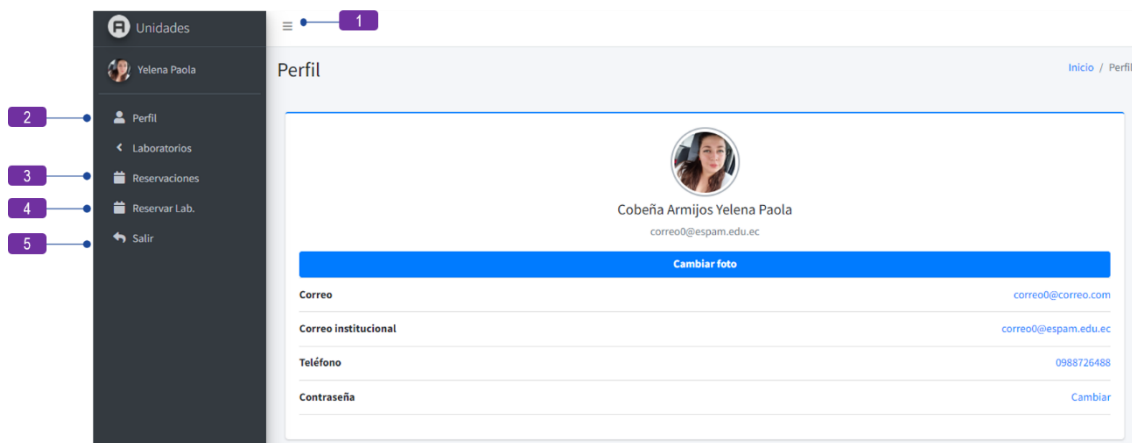 Unidades
1
Yelena Paola
Perfil
Inicio / Perfil
2
Perfil
Laboratorios
3
Reservaciones
4
Reservar Lab.
5
Salir
Cobeña Armijos Yelena Paola
correo0@espam.edu.ec
Cambiar foto
Correo
correo0@correo.com
Correo institucional
correo0@espam.edu.ec
Teléfono
0988726488
Contraseña
Cambiar